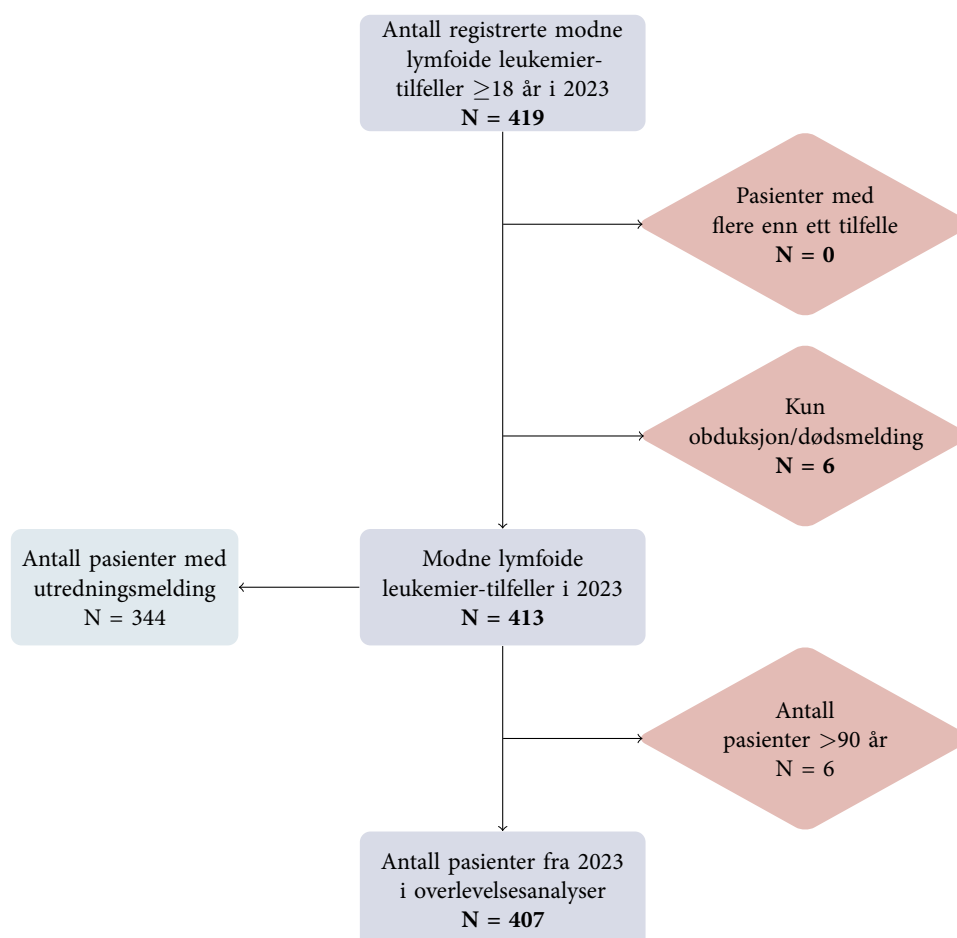 Antall registrerte modne
lymfoide leukemier-
tilfeller ≥18 år i 2023
N = 419
Pasienter med
flere enn ett tilfelle
N = 0
Kun
obduksjon/dødsmelding
N = 6
Antall pasienter med
utredningsmelding
N = 344
Modne lymfoide
leukemier-tilfeller i 2023
N = 413
Antall
pasienter >90 år
N = 6
Antall pasienter fra 2023
i overlevelsesanalyser
N = 407